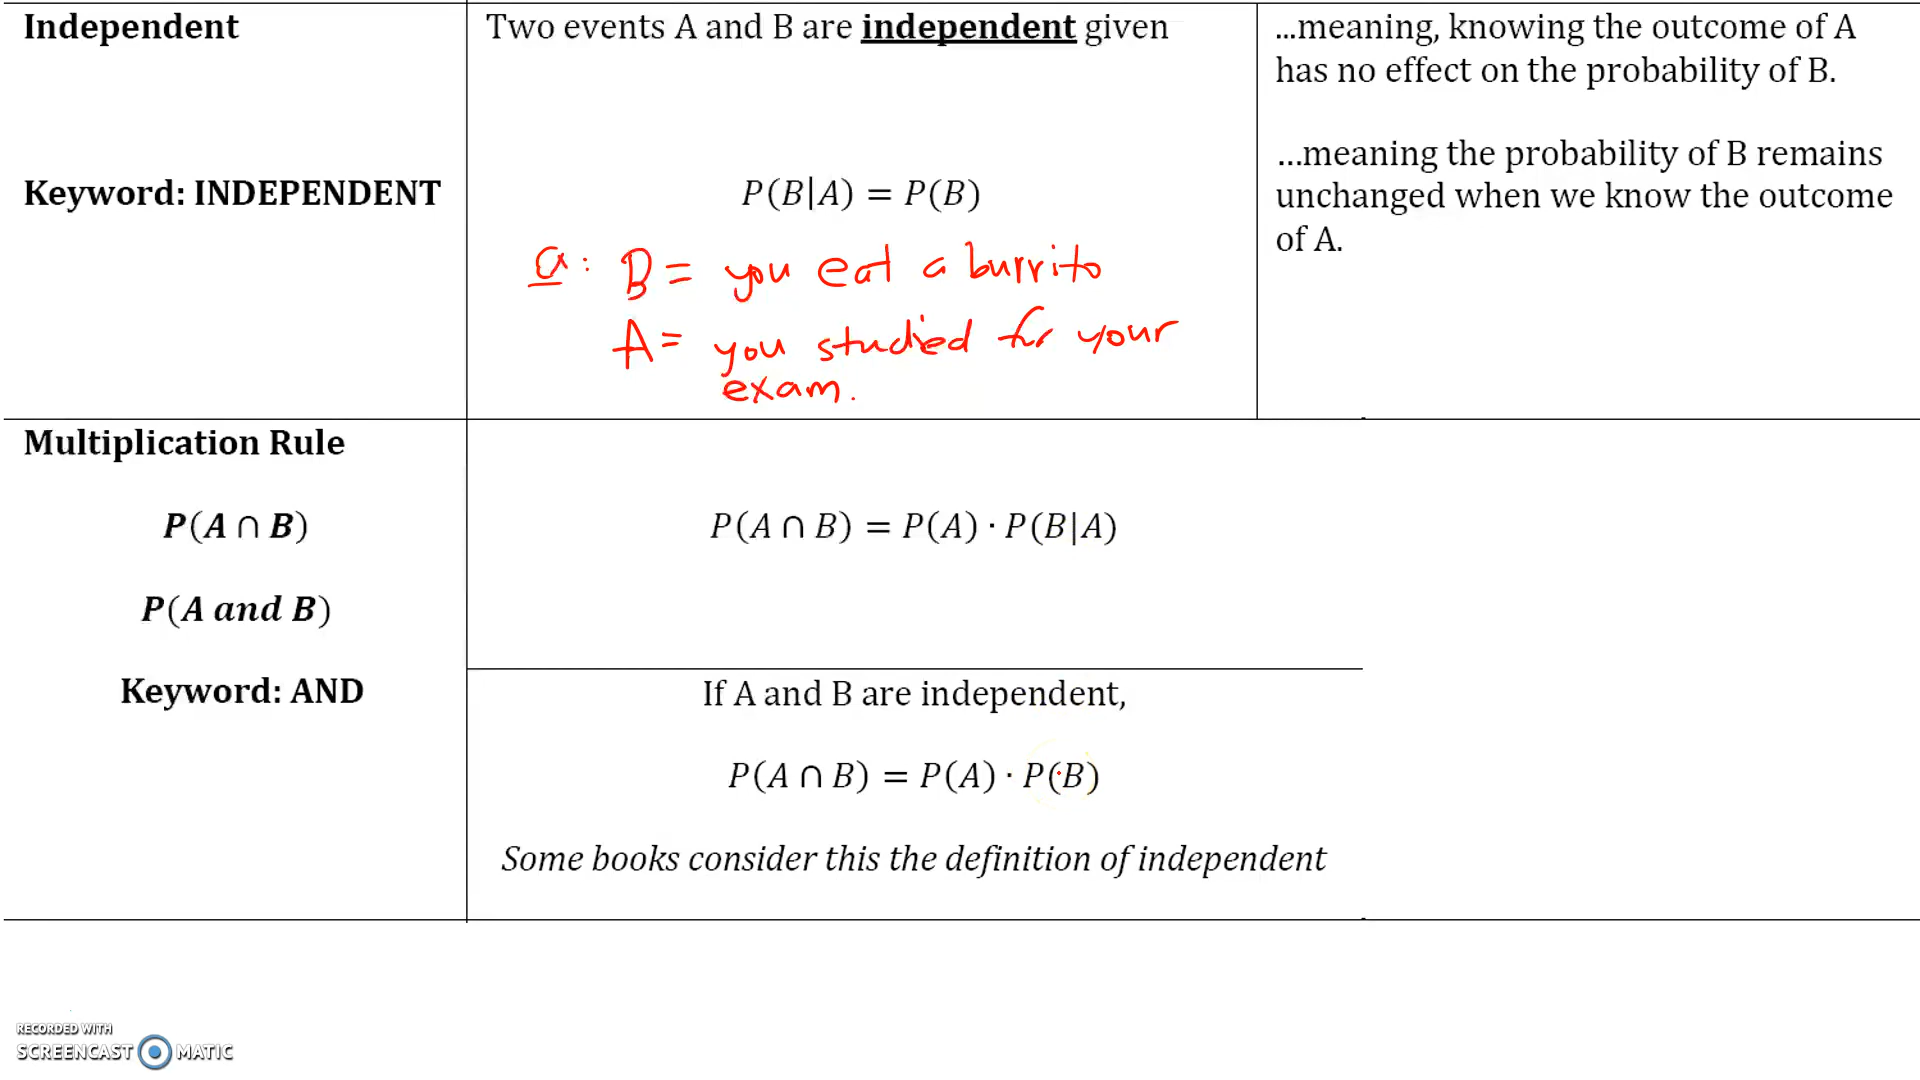 Independent
Two events A and B are independent given
...meaning, knowing the outcome of A
has no effect on the probability of B.
...meaning the probability of B remains
unchanged when we know the outcome
of A.
Keyword: INDEPENDENT
P(B|A) = P(B)
B = you eat a burrito
A = you studied for your
exam.
Multiplication Rule
P(A ∩ B)
P(A ∩ B) = P(A) · P(B|A)
P(A and B)
Keyword: AND
If A and B are independent,
P(A ∩ B) = P(A) · P(B)
Some books consider this the definition of independent
RECORDED WITH
SCREENCAST MATIC